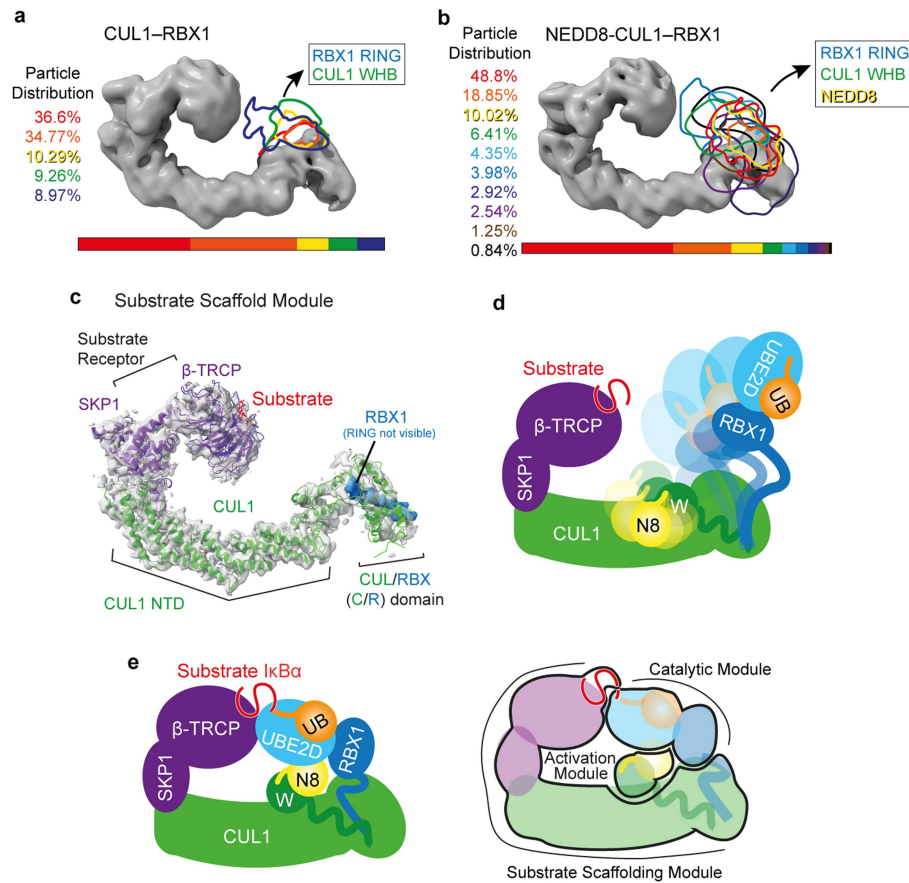 a
CUL1–RBX1
Particle
Distribution
36.6%
34.77%
10.29%
9.26%
8.97%
RBX1 RING
CUL1 WHB
b
NEDD8-CUL1–RBX1
Particle
Distribution
48.8%
18.85%
10.02%
6.41%
4.35%
3.98%
2.92%
2.54%
1.25%
0.84%
RBX1 RING
CUL1 WHB
NEDD8
c
Substrate Scaffold Module
Substrate
Receptor
β-TRCP
SKP1
Substrate
RBX1
(RING not visible)
CUL1
CUL1 NTD
CUL/RBX
(C/R) domain
d
Substrate
UBE2D
UB
β-TRCP
RBX1
SKP1
W
N8
CUL1
e
Substrate IκBα
β-TRCP
UB
UBE2D
RBX1
SKP1
N8
W
CUL1
Catalytic Module
Activation
Module
Substrate Scaffolding Module